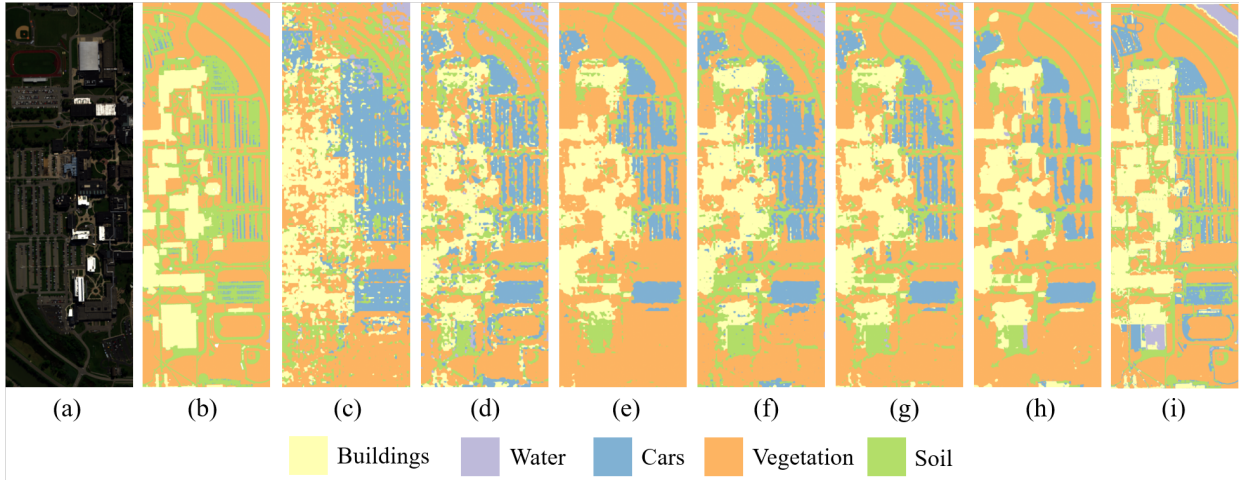 (a) (b) (c) (d) (e) (f) (g) (h) (i)
Buildings Water Cars Vegetation Soil